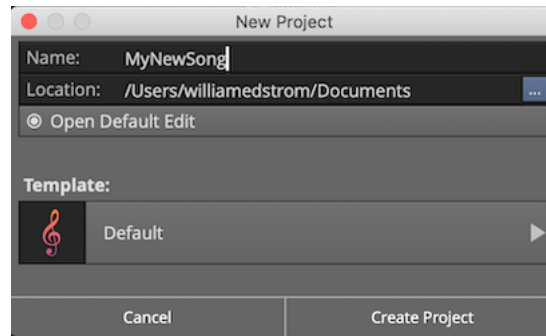 New Project
Name: MyNewSong
Location: /Users/williamedstrom/Documents ...
Open Default Edit
Template:
Default
Cancel Create Project